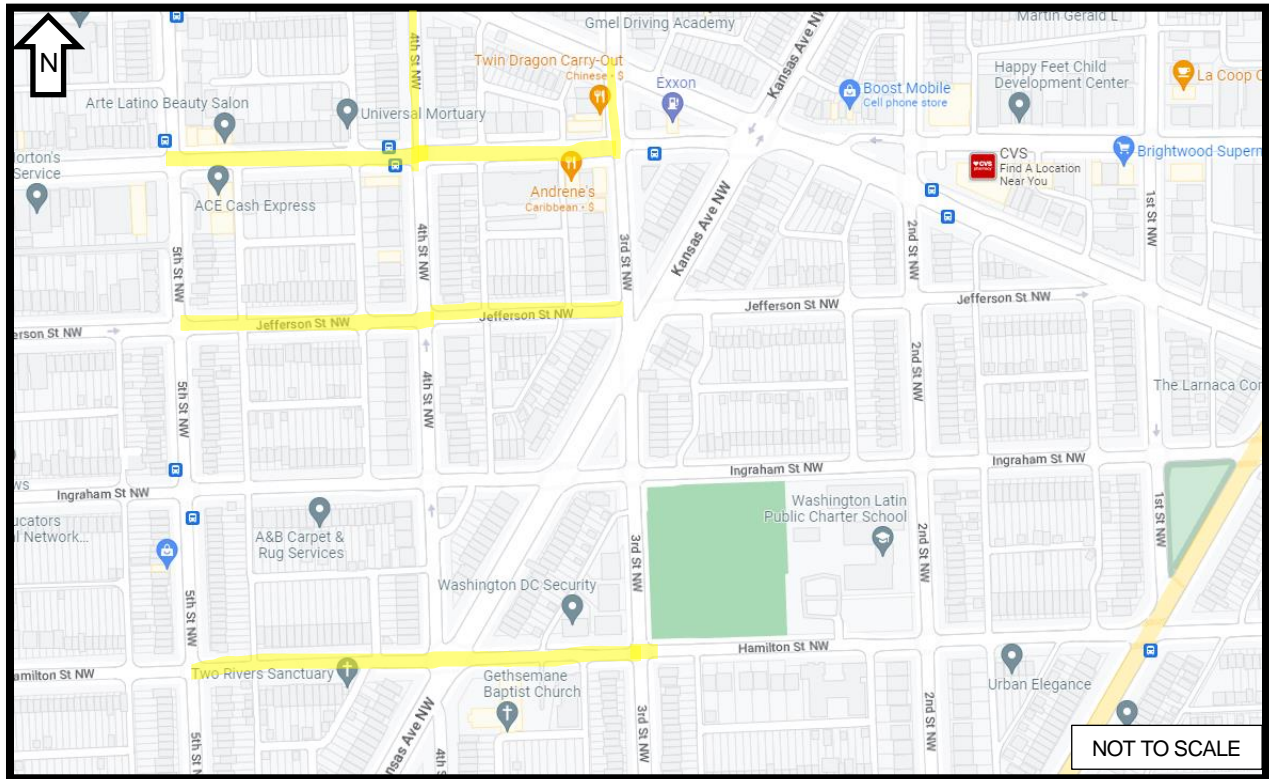 N
Gmel Driving Academy
Martin Gerald L
4th St NW
Kansas Ave NW
Twin Dragon Carry-Out
Chinese · $
Exxon
Boost Mobile
Cell phone store
Happy Feet Child
Development Center
La Coop C
Arte Latino Beauty Salon
Universal Mortuary
orton's
Service
CVS
Find A Location
Near You
CVS
pharmacy
Brightwood Superm
ACE Cash Express
Andrene's
Caribbean · $
5th St NW
4th St NW
3rd St NW
Kansas Ave NW
2nd St NW
1st St NW
erson St NW
Jefferson St NW
Jefferson St NW
Jefferson St NW
Jefferson St NW
5th St NW
4th St NW
2nd St NW
The Larnaca Cor
ws
Ingraham St NW
Ingraham St NW
Ingraham St NW
ucators
al Network...
A&B Carpet &
Rug Services
Washington Latin
Public Charter School
1st St NW
3rd St NW
2nd St NW
Washington DC Security
5th St NW
amilton St NW
Two Rivers Sanctuary
Gethsemane
Baptist Church
Hamilton St NW
Urban Elegance
5th St N
nsas Ave NW
4th S
3rd St NW
2nd St NW
NOT TO SCALE